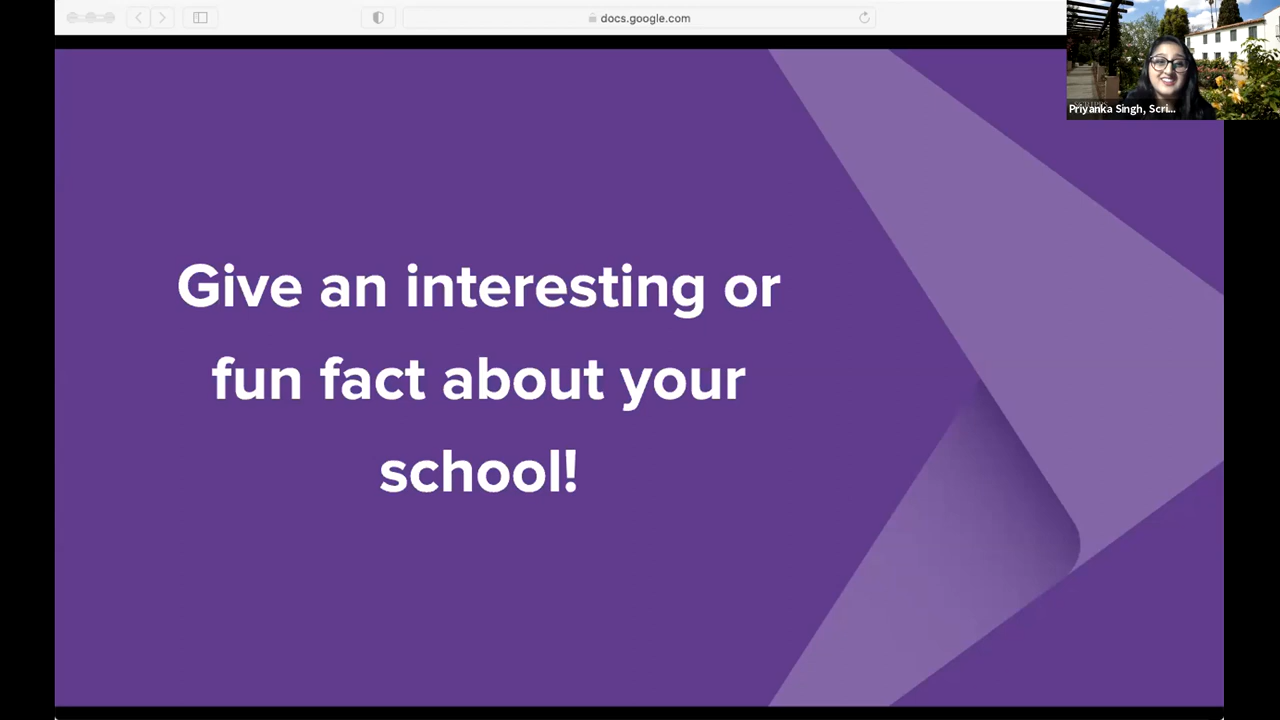 docs.google.com
Priyanka Singh, Scri...
Give an interesting or
fun fact about your
school!